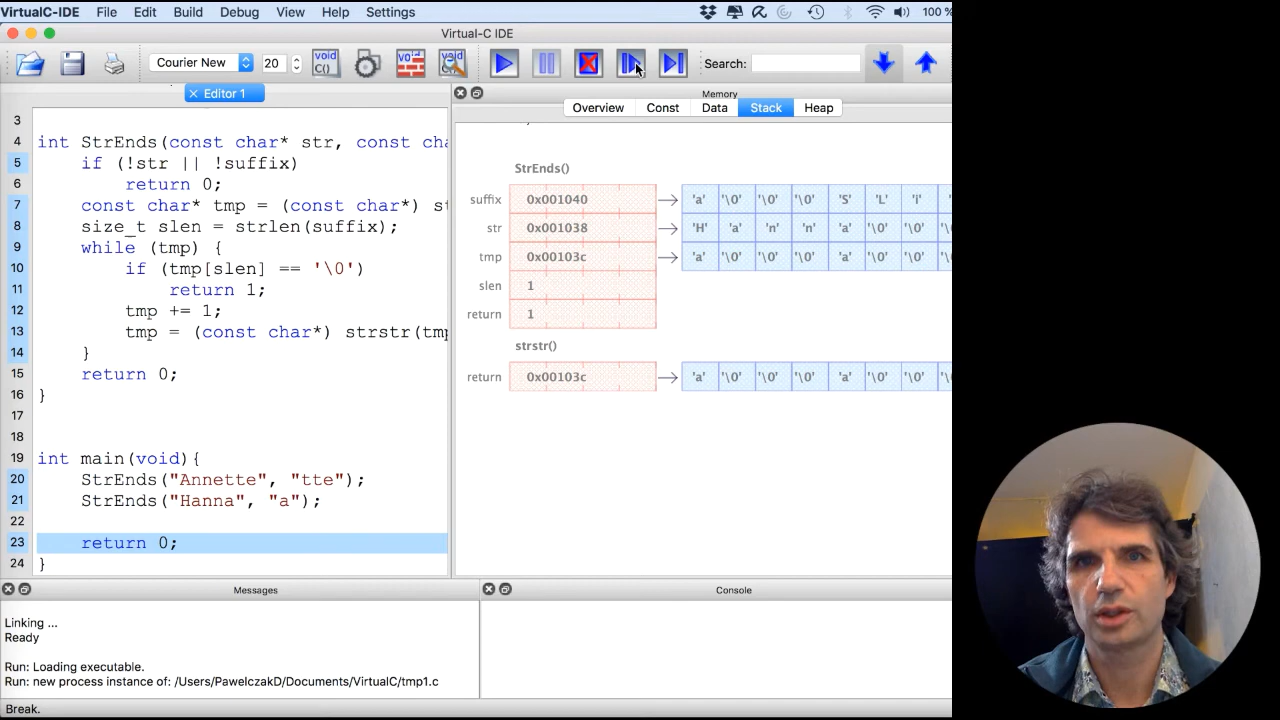 VirtualC-IDE File Edit Build Debug View Help Settings 100 %
Virtual-C IDE
Courier New 20 void C() void C() Search:
Editor 1
Memory
Overview Const Data Stack Heap
3
4 int StrEnds(const char* str, const cha
5 if (!str || !suffix)
6 return 0;
7 const char* tmp = (const char*) st
8 size_t slen = strlen(suffix);
9 while (tmp) {
10 if (tmp[slen] == '\0')
11 return 1;
12 tmp += 1;
13 tmp = (const char*) strstr(tmp
14 }
15 return 0;
16 }
17
18
19 int main(void){
20 StrEnds("Annette", "tte");
21 StrEnds("Hanna", "a");
22
23 return 0;
24 }
StrEnds()
suffix 0x001040 'a' '\0' '\0' '\0' 'S' 'L' 'i'
str 0x001038 'H' 'a' 'n' 'n' 'a' '\0' '\0'
tmp 0x00103c 'a' '\0' '\0' '\0' 'a' '\0' '\0'
slen 1
return 1
strstr()
return 0x00103c 'a' '\0' '\0' '\0' 'a' '\0' '\0'
Messages
Console
Linking ...
Ready
Run: Loading executable.
Run: new process instance of: /Users/PawelczakD/Documents/VirtualC/tmp1.c
Break.